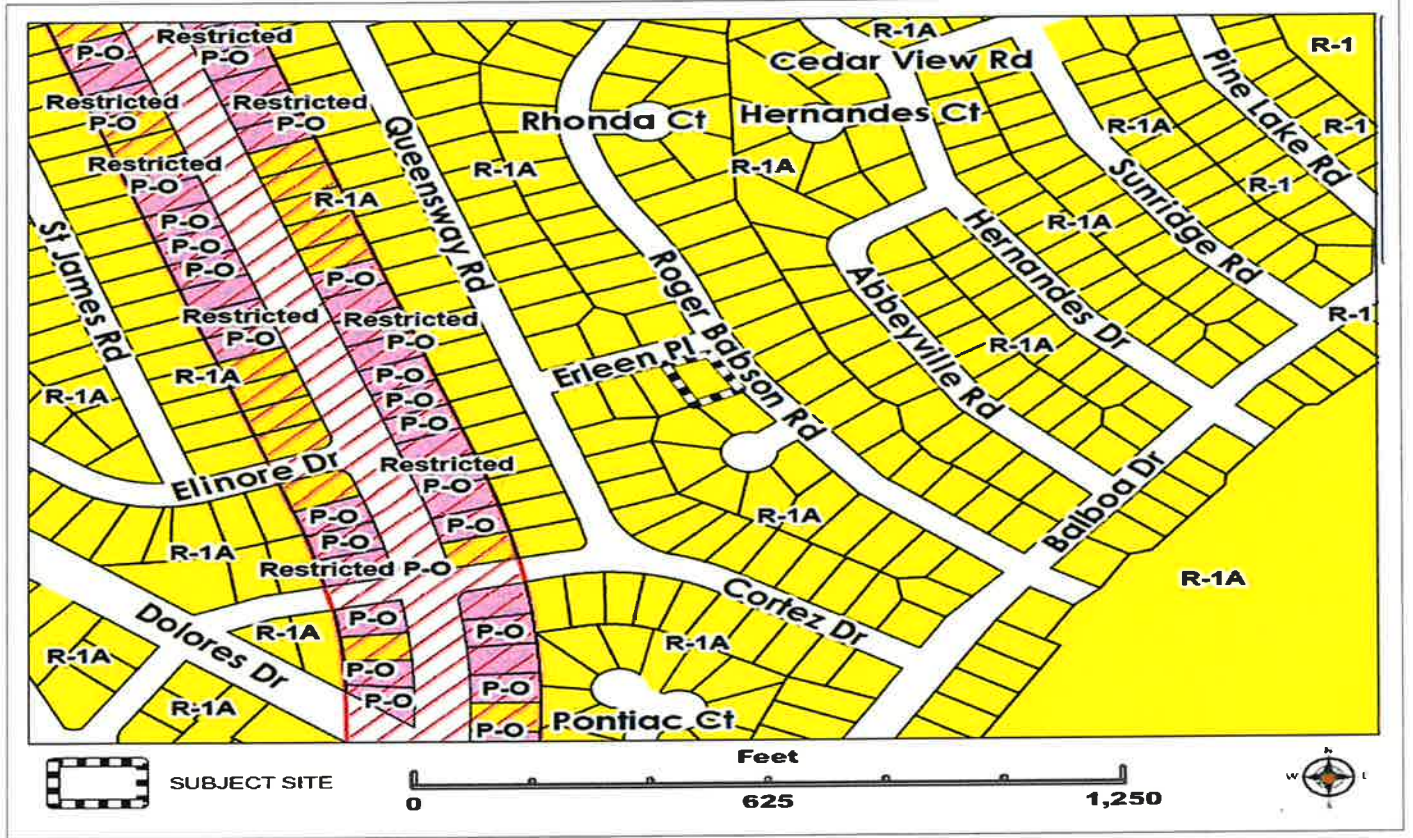 Restricted
P-O
P-O
R-1A
R-1
Cedar View Rd
Pine Lake Rd
Restricted
P-O
Restricted
P-O
Queensway Rd
Rhonda Ct
Hernandes Ct
R-1A
R-1
Restricted
P-O
R-1A
R-1A
R-1A
Sunridge Rd
R-1
P-O
P-O
P-O
St James Rd
P-O
Roger Babson Rd
Abbeyville Rd
Hernandes Dr
R-1A
Restricted
P-O
Restricted
P-O
R-1A
R-1
R-1A
R-1A
P-O
P-O
P-O
Erleen Pl
Elinore Dr
Restricted
P-O
P-O
P-O
P-O
R-1A
R-1A
Balboa Dr
Restricted P-O
R-1A
Dolores Dr
R-1A
P-O
P-O
Cortez Dr
R-1A
R-1A
P-O
P-O
P-O
R-1A
P-O
Pontiac Ct
SUBJECT SITE
Feet
0
625
1,250
N
W